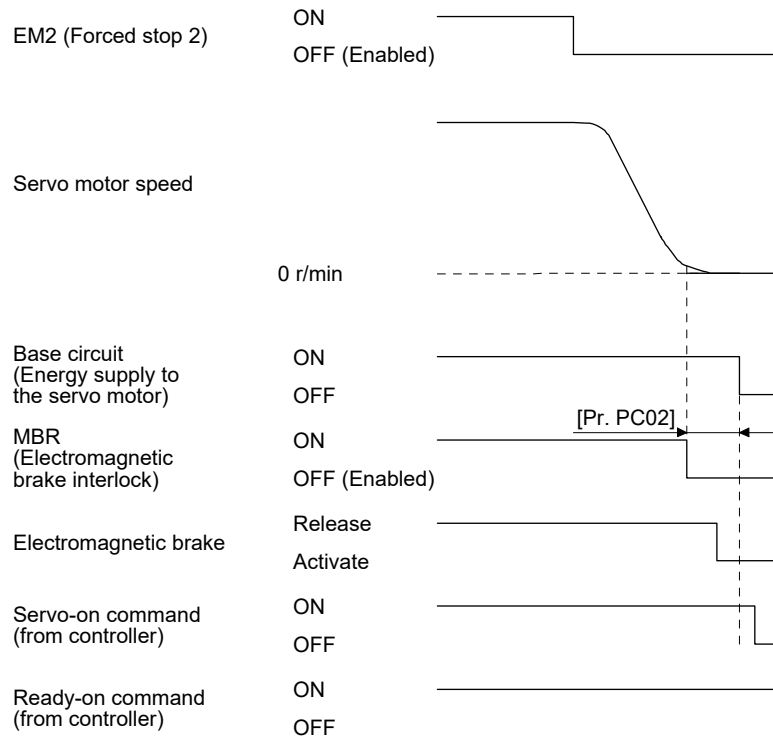 ON
EM2 (Forced stop 2)
OFF (Enabled)
Servo motor speed
0 r/min
Base circuit
(Energy supply to
the servo motor)
ON
OFF
[Pr. PC02]
MBR
(Electromagnetic
brake interlock)
ON
OFF (Enabled)
Electromagnetic brake
Release
Activate
Servo-on command
(from controller)
ON
OFF
Ready-on command
(from controller)
ON
OFF